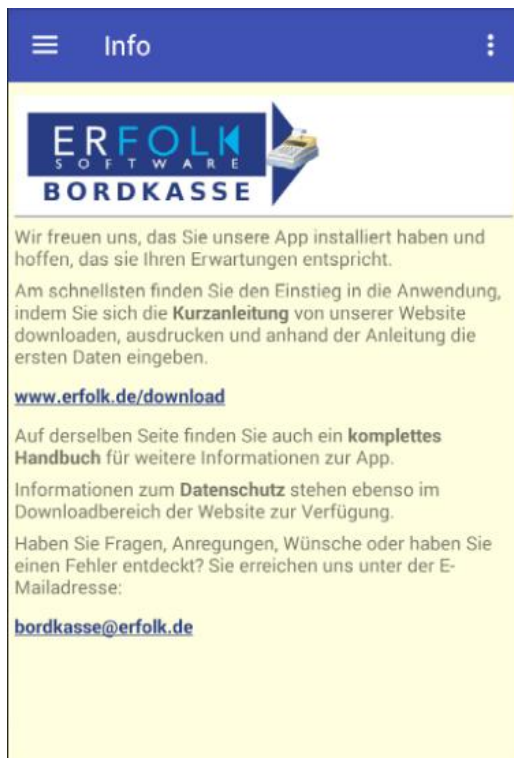 Info
ERFOLK
SOFTWARE
BORDKASSE
Wir freuen uns, das Sie unsere App installiert haben und
hoffen, das sie Ihren Erwartungen entspricht.
Am schnellsten finden Sie den Einstieg in die Anwendung,
indem Sie sich die Kurzanleitung von unserer Website
downloaden, ausdrucken und anhand der Anleitung die
ersten Daten eingeben.
www.erfolk.de/download
Auf derselben Seite finden Sie auch ein komplettes
Handbuch für weitere Informationen zur App.
Informationen zum Datenschutz stehen ebenso im
Downloadbereich der Website zur Verfügung.
Haben Sie Fragen, Anregungen, Wünsche oder haben Sie
einen Fehler entdeckt? Sie erreichen uns unter der E-
Mailadresse:
bordkasse@erfolk.de